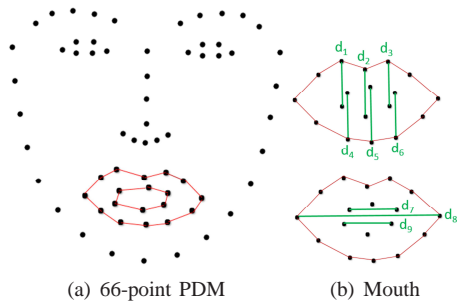 d1 d2 d3
d4 d5 d6
d7
d8
d9
(a) 66-point PDM
(b) Mouth